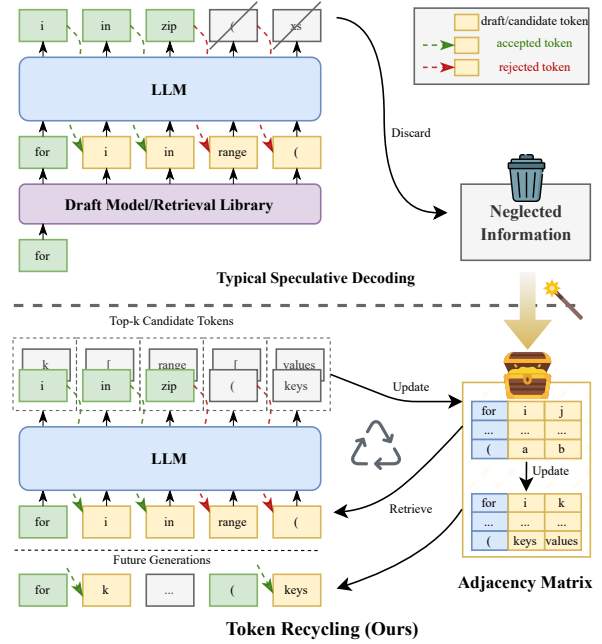 i in zip ( xs
draft/candidate token
accepted token
rejected token
LLM
Discard
for i in range (
Draft Model/Retrieval Library
Neglected
Information
for
Typical Speculative Decoding
Top-k Candidate Tokens
k [ range [ values
i in zip ( keys
Update
for i j
... ... ...
( a b
LLM
Update
Retrieve
for i k
... ... ...
( keys values
for i in range (
Future Generations
for k ... ( keys
Adjacency Matrix
Token Recycling (Ours)